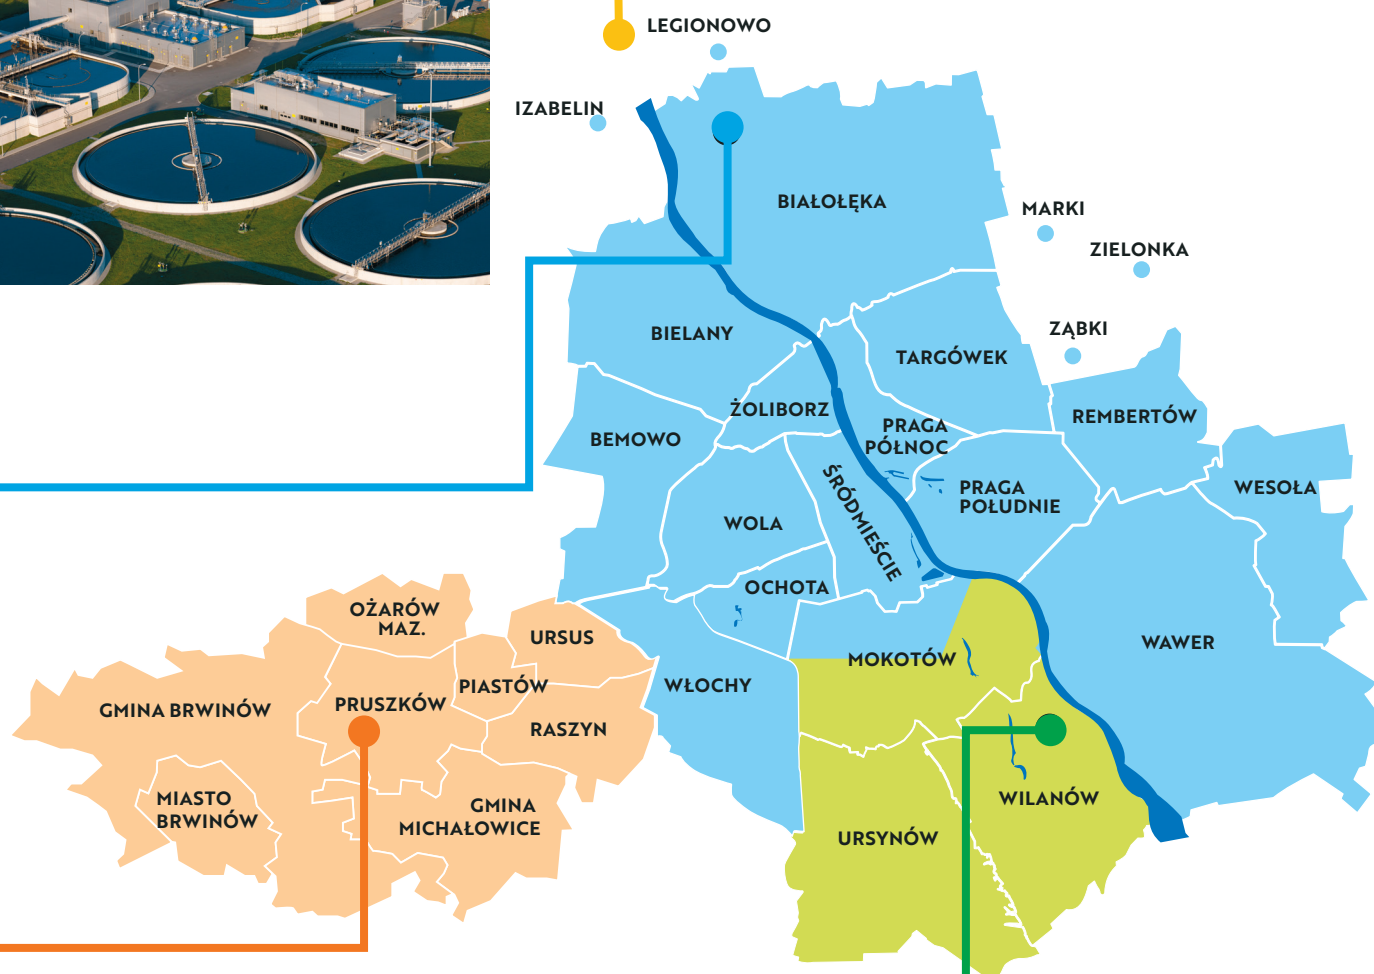 LEGIONOWO
IZABELIN
BIAŁOŁĘKA
MARKI
ZIELONKA
ZĄBKI
BIELANY
TARGÓWEK
ŻOLIBORZ
REMBERTÓW
BEMOWO
PRAGA
PÓŁNOC
WESOŁA
PRAGA
POŁUDNIE
WOLA
ŚRÓDMIEŚCIE
OCHOTA
OŻARÓW
MAZ.
URSUS
WAWER
MOKOTÓW
PIASTÓW
WŁOCHY
PRUSZKÓW
GMINA BRWINÓW
RASZYN
MIASTO
BRWINÓW
WILANÓW
GMINA
MICHAŁOWICE
URSYNÓW